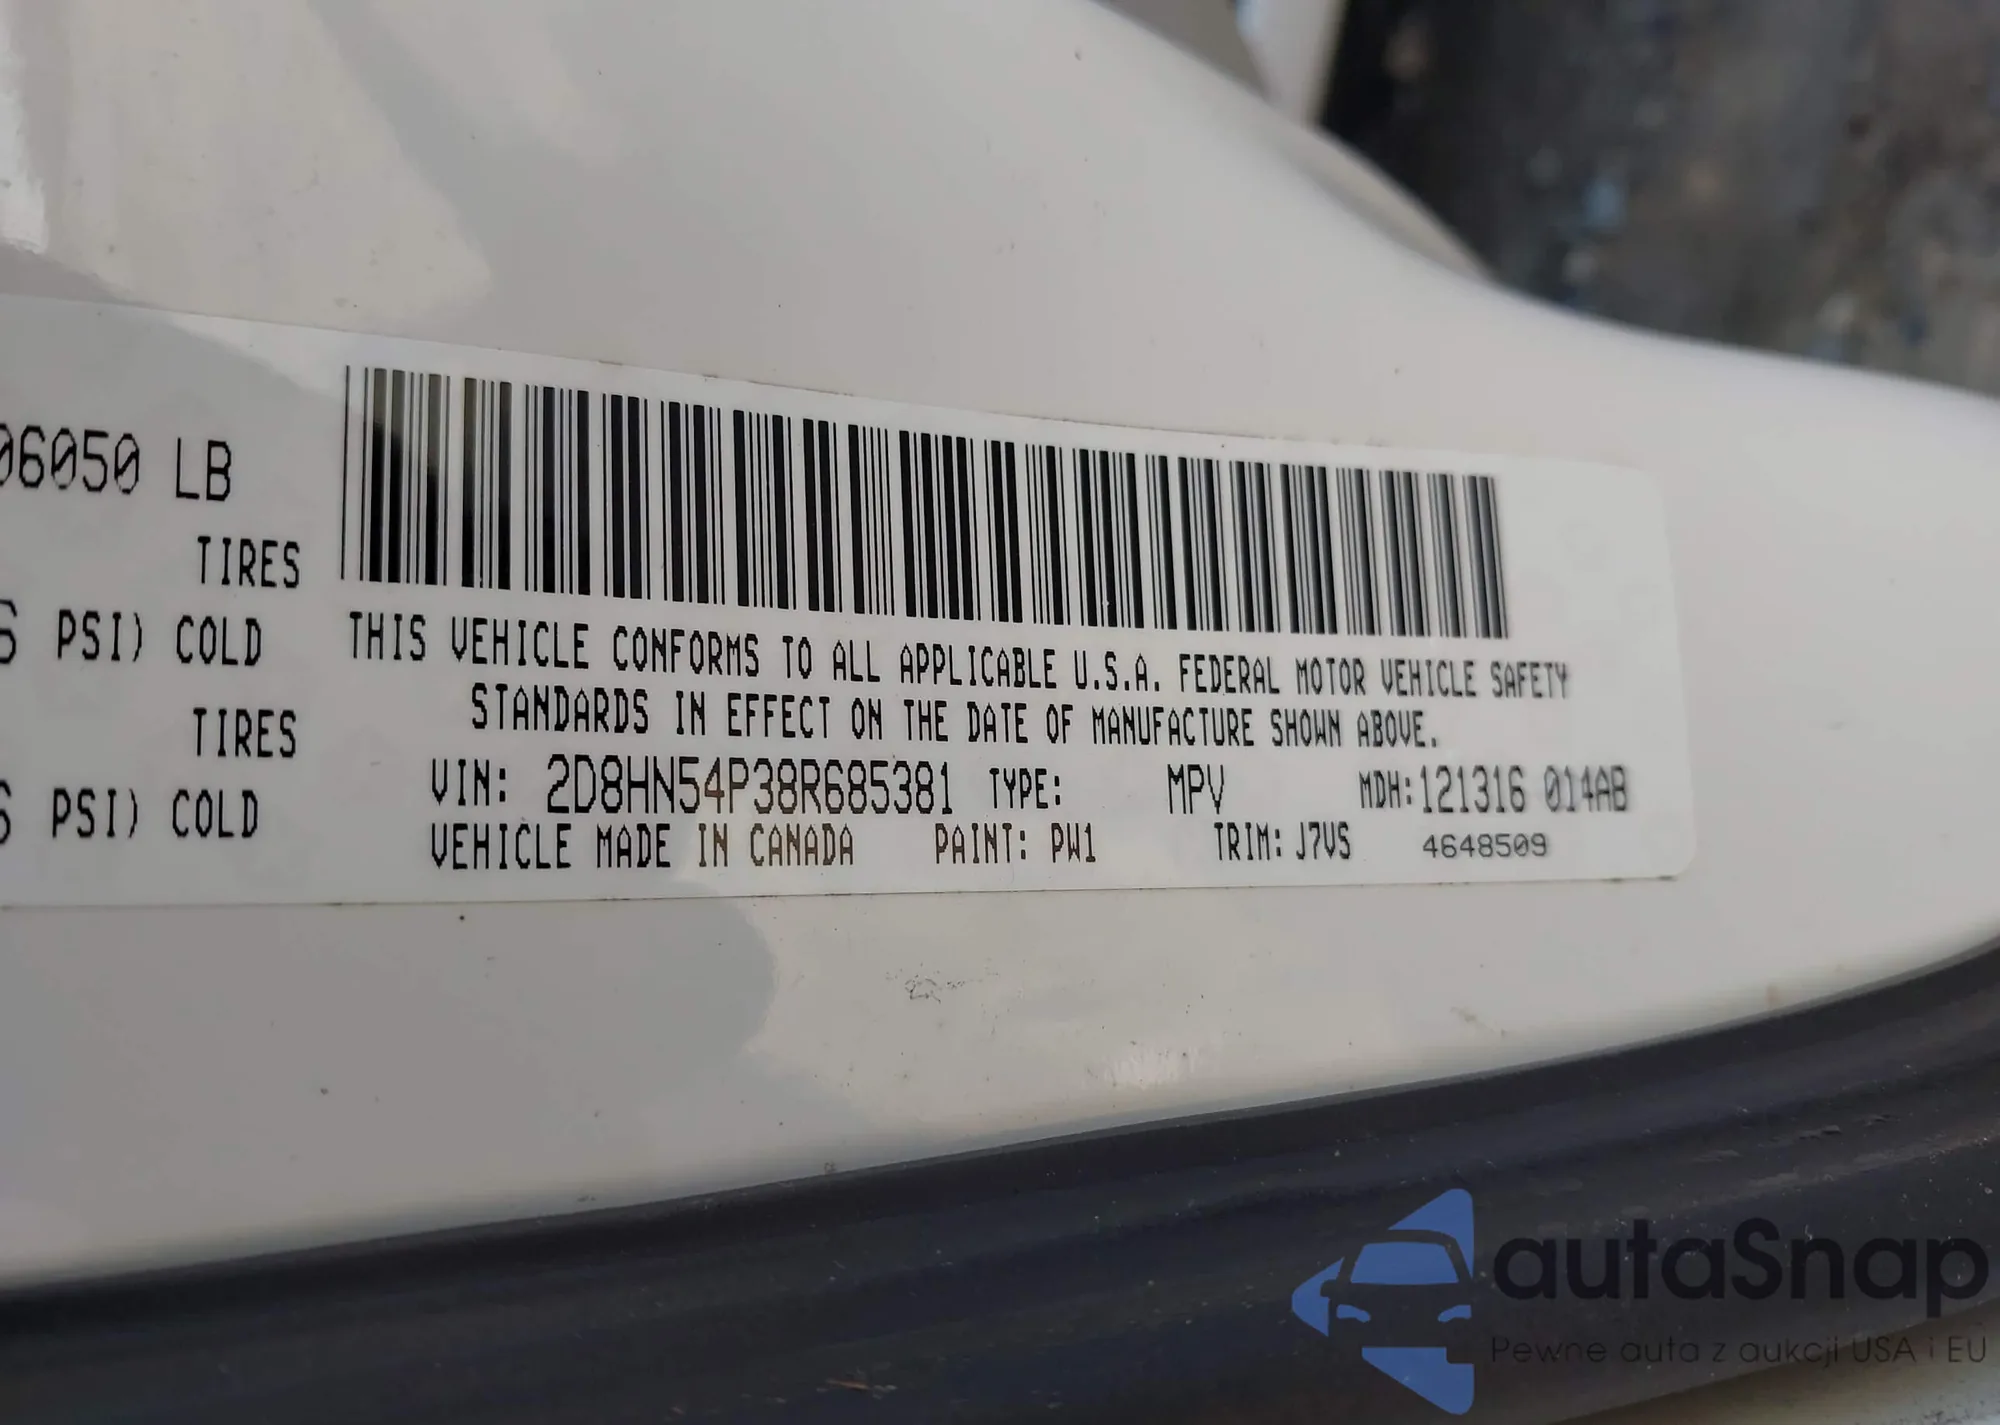 06050 LB
TIRES
PSI) COLD
TIRES
PSI) COLD
THIS VEHICLE CONFORMS TO ALL APPLICABLE U.S.A. FEDERAL MOTOR VEHICLE SAFETY
STANDARDS IN EFFECT ON THE DATE OF MANUFACTURE SHOWN ABOVE.
VIN: 2D8HN54P38R685381 TYPE: MPV MDH: 121316 014AB
VEHICLE MADE IN CANADA PAINT: PW1 TRIM: J7VS 4648509
autaSnap
Pewne auta z aukcji USA i EU